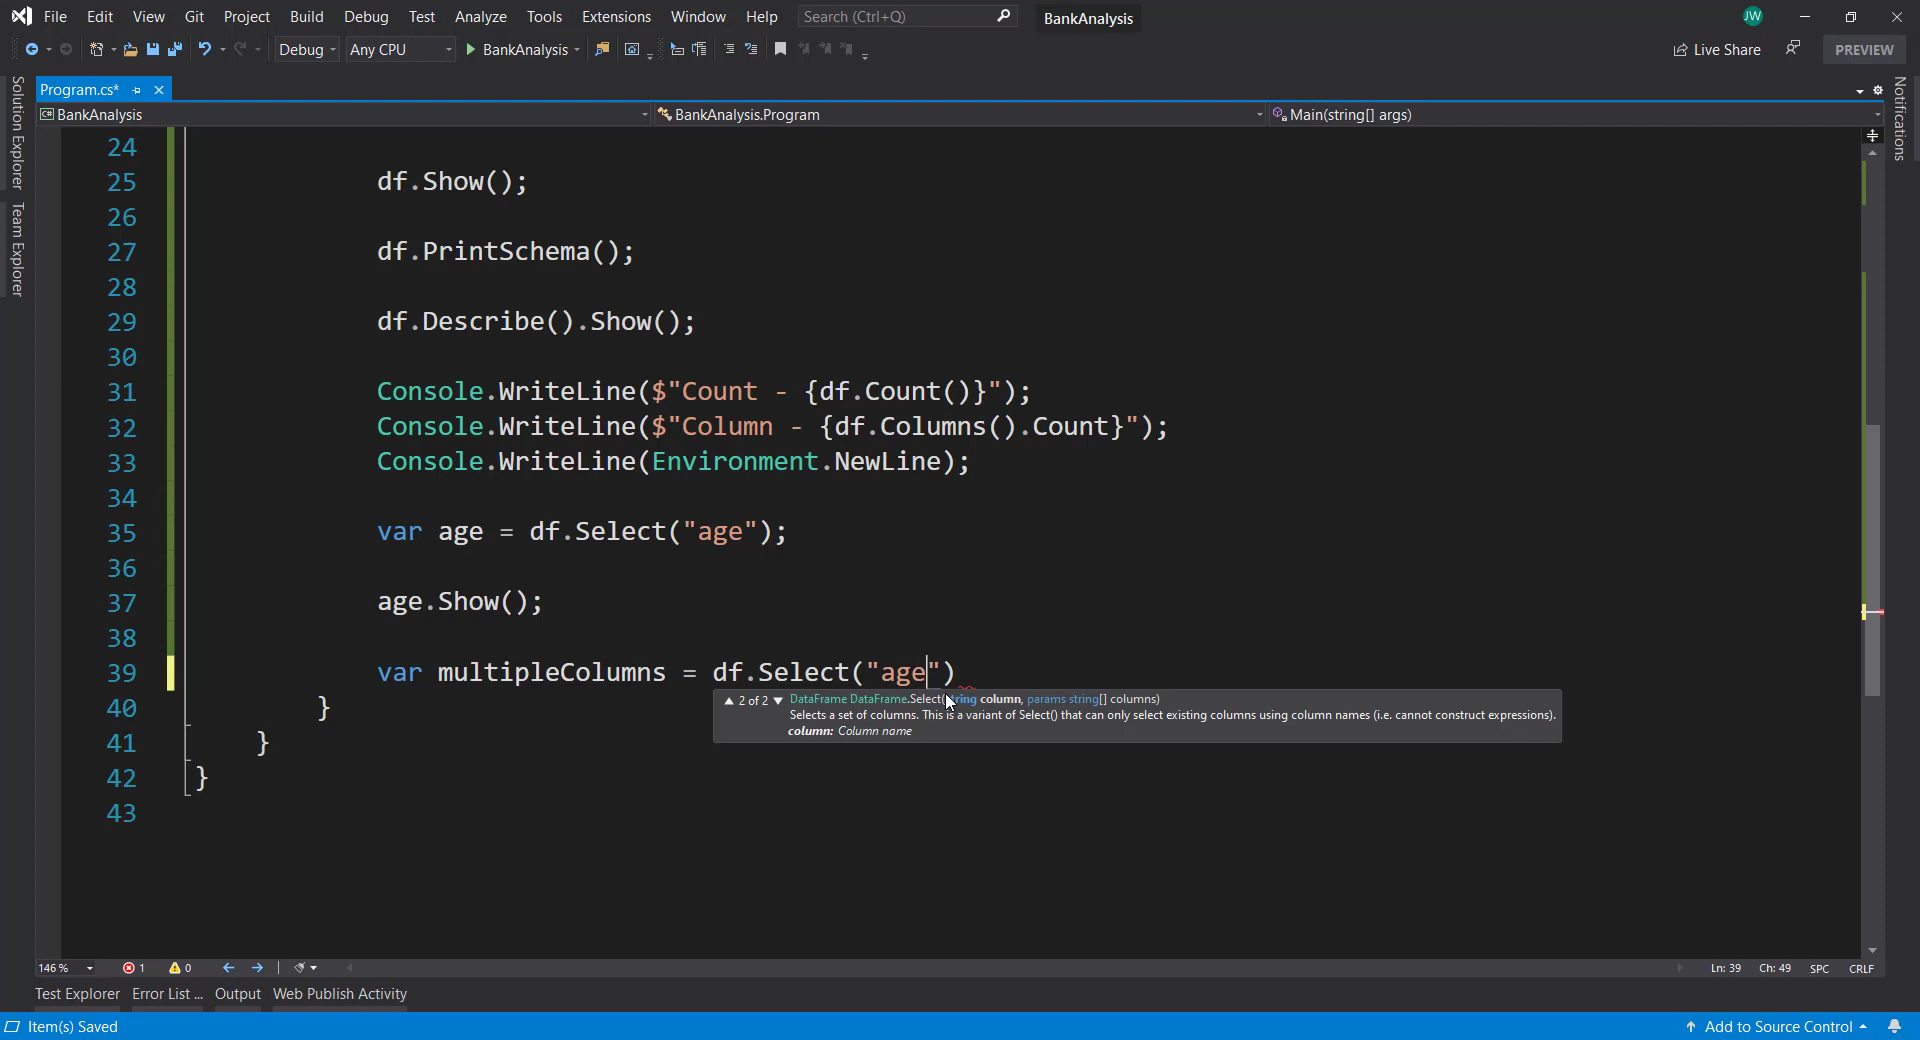 File Edit View Git Project Build Debug Test Analyze Tools Extensions Window Help Search (Ctrl+Q) BankAnalysis JW
Debug Any CPU BankAnalysis Live Share PREVIEW
Program.cs*
BankAnalysis BankAnalysis.Program Main(string[] args)
Solution Explorer
Team Explorer
Notifications
24
25 df.Show();
26
27 df.PrintSchema();
28
29 df.Describe().Show();
30
31 Console.WriteLine($"Count - {df.Count()}");
32 Console.WriteLine($"Column - {df.Columns().Count}");
33 Console.WriteLine(Environment.NewLine);
34
35 var age = df.Select("age");
36
37 age.Show();
38
39 var multipleColumns = df.Select("age")
▲ 2 of 2 ▼ DataFrame DataFrame.Select(string column, params string[] columns)
Selects a set of columns. This is a variant of Select() that can only select existing columns using column names (i.e. cannot construct expressions).
column: Column name
40 }
41 }
42 }
43
146 % 1 0 Ln: 39 Ch: 49 SPC CRLF
Test Explorer Error List ... Output Web Publish Activity
Item(s) Saved Add to Source Control